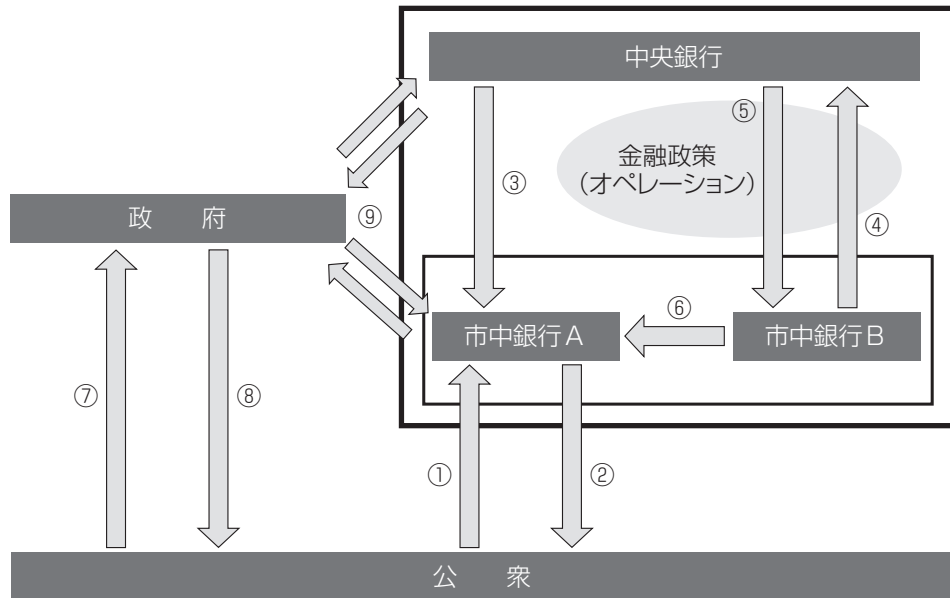 中央銀行
⑤
金融政策
(オペレーション)
③
④
政 府
⑨
⑥
市中銀行A
市中銀行B
⑦
⑧
①
②
公 衆